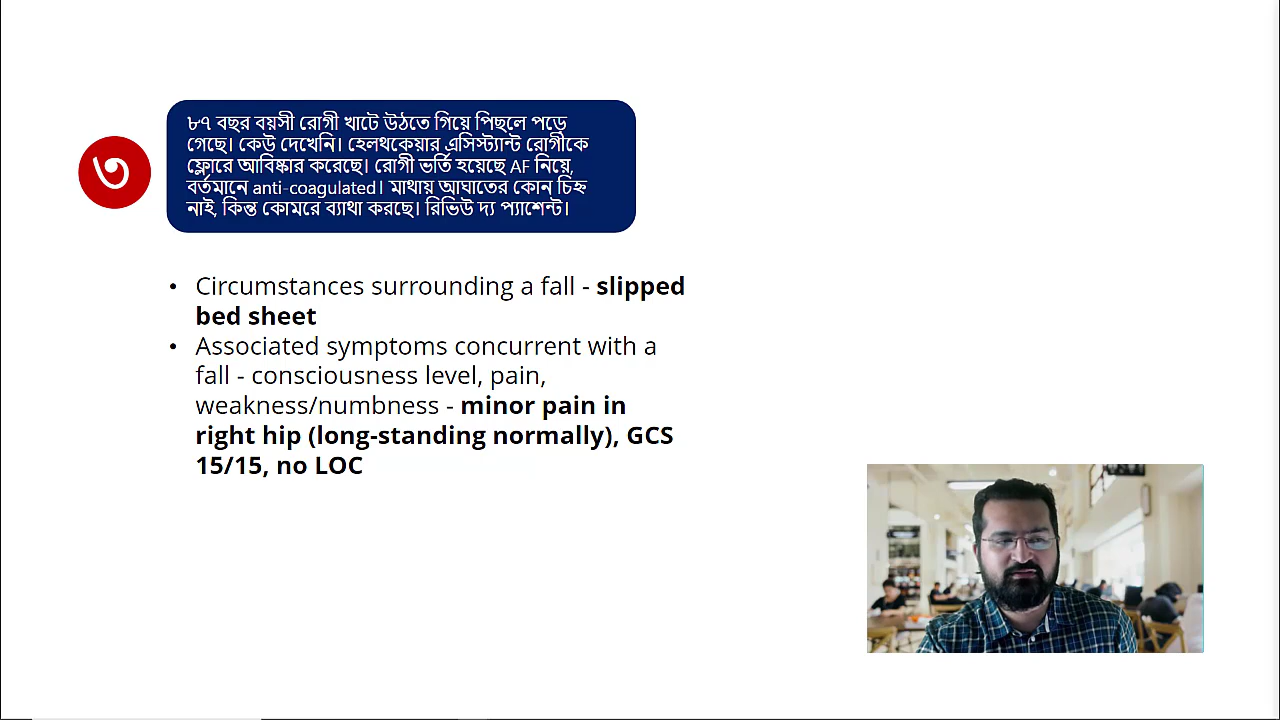 ৩
৮৭ বছর বয়সী রোগী খাটে উঠতে গিয়ে পিছলে পড়ে
গেছে। কেউ দেখেনি। হেলথকেয়ার এসিস্ট্যান্ট রোগীকে
ফ্লোরে আবিষ্কার করেছে। রোগী ভর্তি হয়েছে AF নিয়ে,
বর্তমানে anti-coagulated। মাথায় আঘাতের কোন চিহ্ন
নাই, কিন্ত কোমরে ব্যাথা করছে। রিভিউ দ্য প্যাশেন্ট।
• Circumstances surrounding a fall - slipped
bed sheet
• Associated symptoms concurrent with a
fall - consciousness level, pain,
weakness/numbness - minor pain in
right hip (long-standing normally), GCS
15/15, no LOC